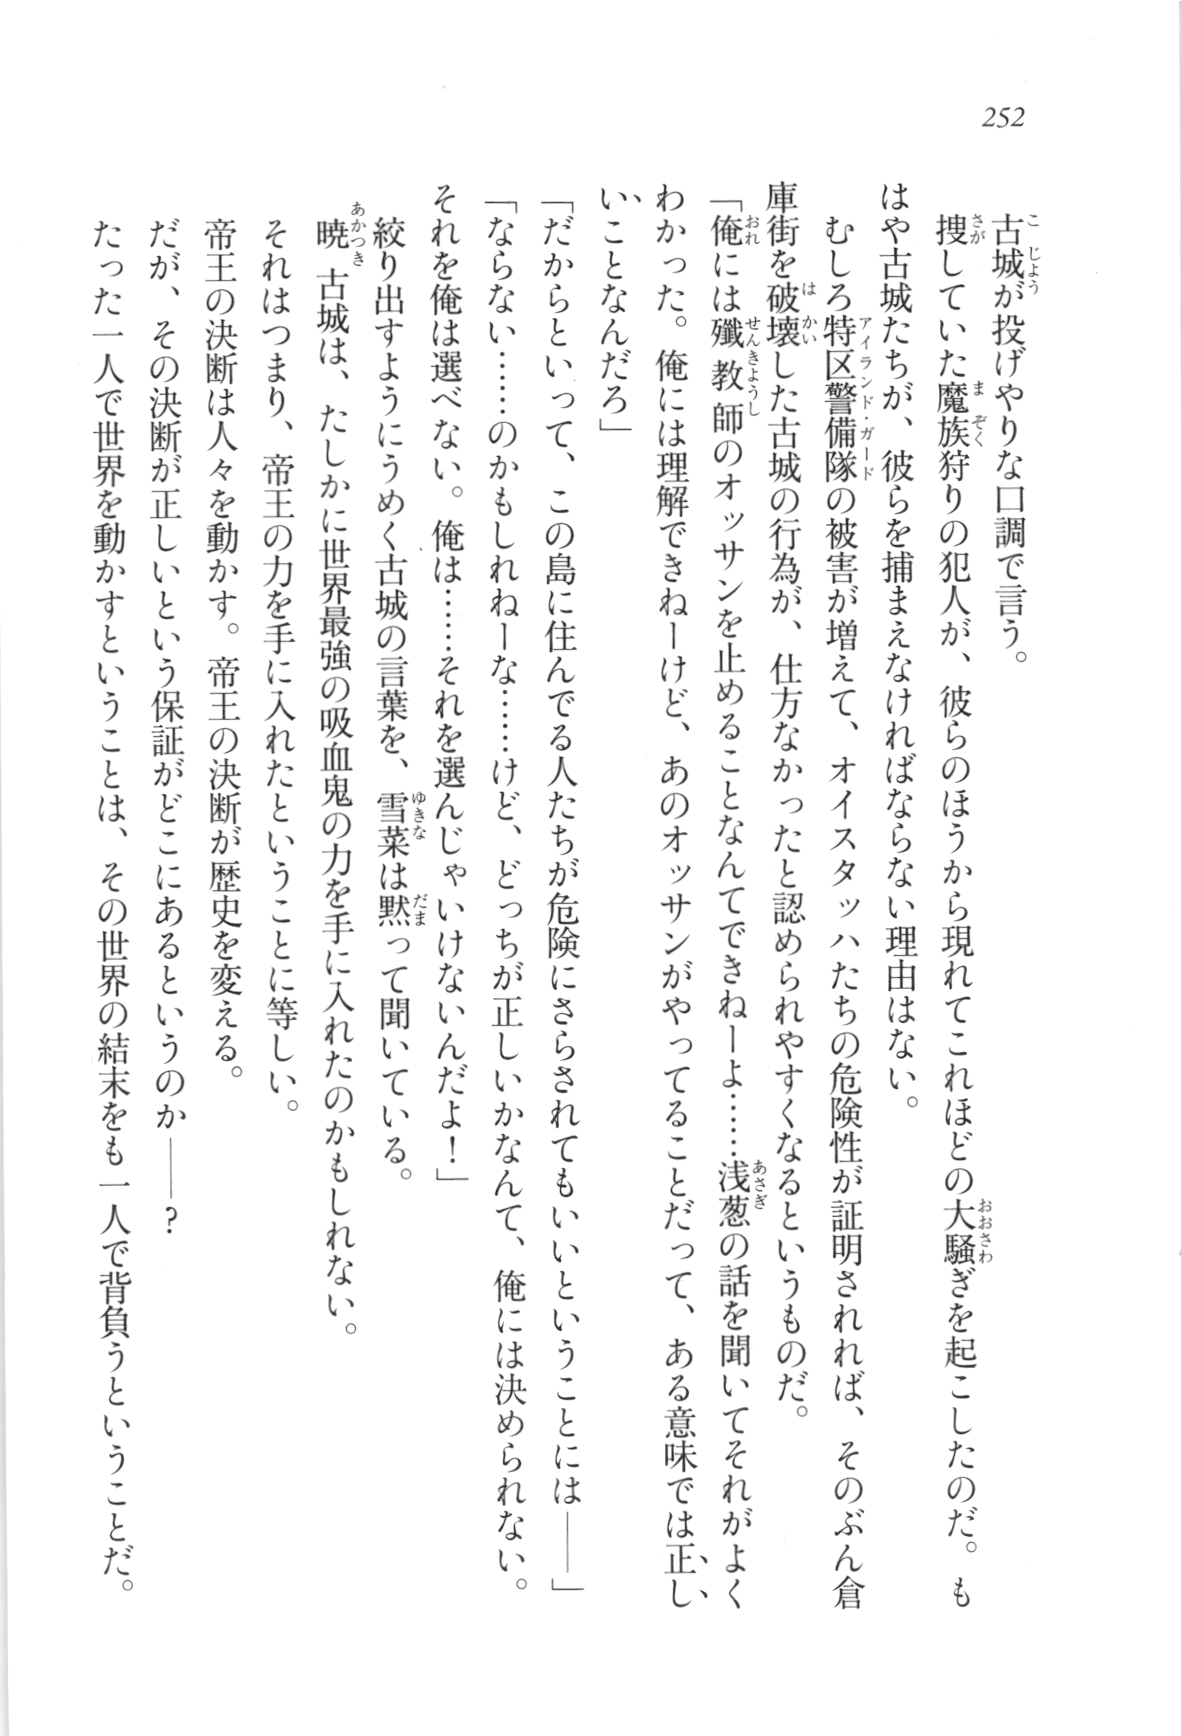 252
古城が投げやりな口調で言う。
捜していた魔族狩りの犯人が、彼らのほうから現れてこれほどの大騒ぎを起こしたのだ。も
はや古城たちが、彼らを捕まえなければならない理由はない。
むしろ特区警備隊の被害が増えて、オイスタッハたちの危険性が証明されれば、そのぶん倉
庫街を破壊した古城の行為が、仕方なかったと認められやすくなるというものだ。
「俺には殲教師のオッサンを止めることなんてできねーよ……浅葱の話を聞いてそれがよく
わかった。俺には理解できねーけど、あのオッサンがやってることだって、ある意味では正し
いことなんだろ」
「だからといって、この島に住んでる人たちが危険にさらされてもいいということには――」
「ならない……のかもしれねーな……けど、どっちが正しいかなんて、俺には決められない。
それを俺は選べない。俺は……それを選んじゃいけないんだよ！」
絞り出すようにうめく古城の言葉を、雪菜は黙って聞いている。
暁古城は、たしかに世界最強の吸血鬼の力を手に入れたのかもしれない。
それはつまり、帝王の力を手に入れたということに等しい。
帝王の決断は人々を動かす。帝王の決断が歴史を変える。
だが、その決断が正しいという保証がどこにあるというのか――？
たった一人で世界を動かすということは、その世界の結末をも一人で背負うということだ。